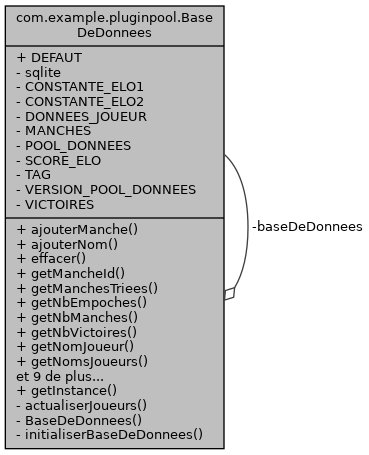 com.example.pluginpool.Base
DeDonnees
+ DEFAUT
- sqlite
- CONSTANTE_ELO1
- CONSTANTE_ELO2
- DONNEES_JOUEUR
- MANCHES
- POOL_DONNEES
- SCORE_ELO
- TAG
- VERSION_POOL_DONNEES
- VICTOIRES
+ ajouterManche()
+ ajouterNom()
+ effacer()
+ getMancheId()
+ getManchesTriees()
+ getNbEmpoches()
+ getNbManches()
+ getNbVictoires()
+ getNomJoueur()
+ getNomsJoueurs()
et 9 de plus...
+ getInstance()
- actualiserJoueurs()
- BaseDeDonnees()
- initialiserBaseDeDonnees()
-baseDeDonnees